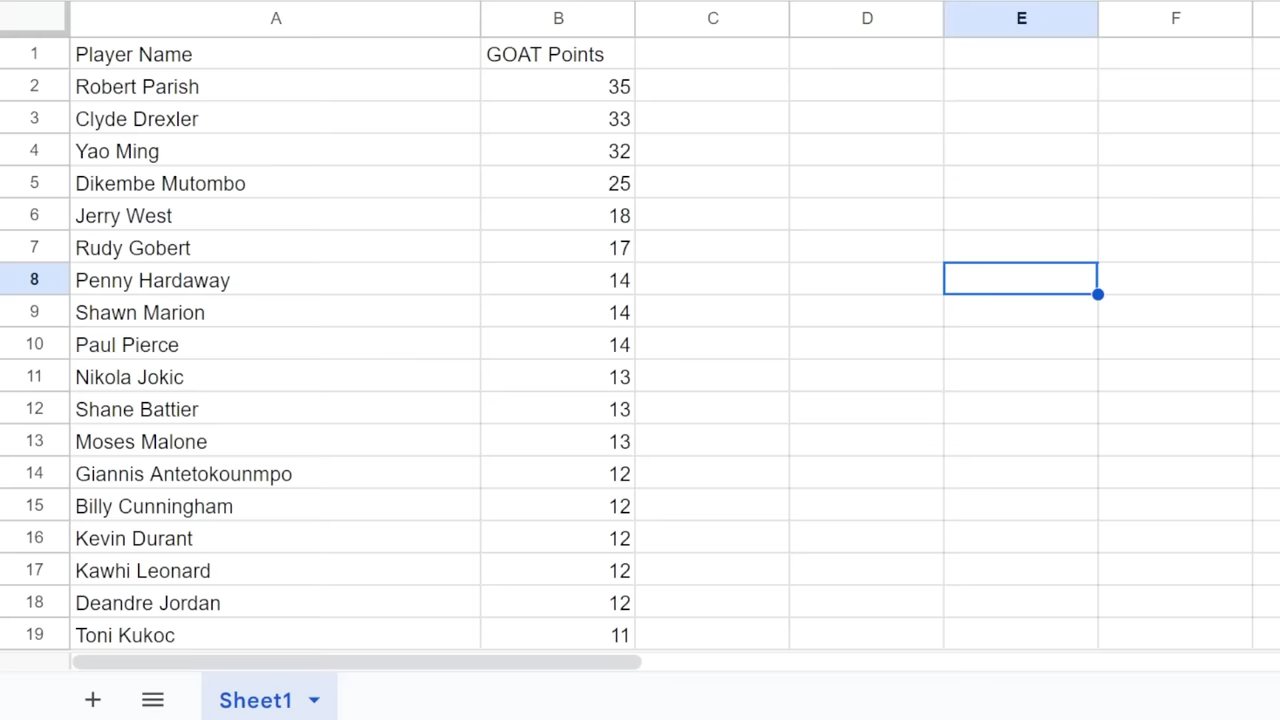 A B C D E F
1 Player Name GOAT Points
2 Robert Parish 35
3 Clyde Drexler 33
4 Yao Ming 32
5 Dikembe Mutombo 25
6 Jerry West 18
7 Rudy Gobert 17
8 Penny Hardaway 14
9 Shawn Marion 14
10 Paul Pierce 14
11 Nikola Jokic 13
12 Shane Battier 13
13 Moses Malone 13
14 Giannis Antetokounmpo 12
15 Billy Cunningham 12
16 Kevin Durant 12
17 Kawhi Leonard 12
18 Deandre Jordan 12
19 Toni Kukoc 11
Sheet1